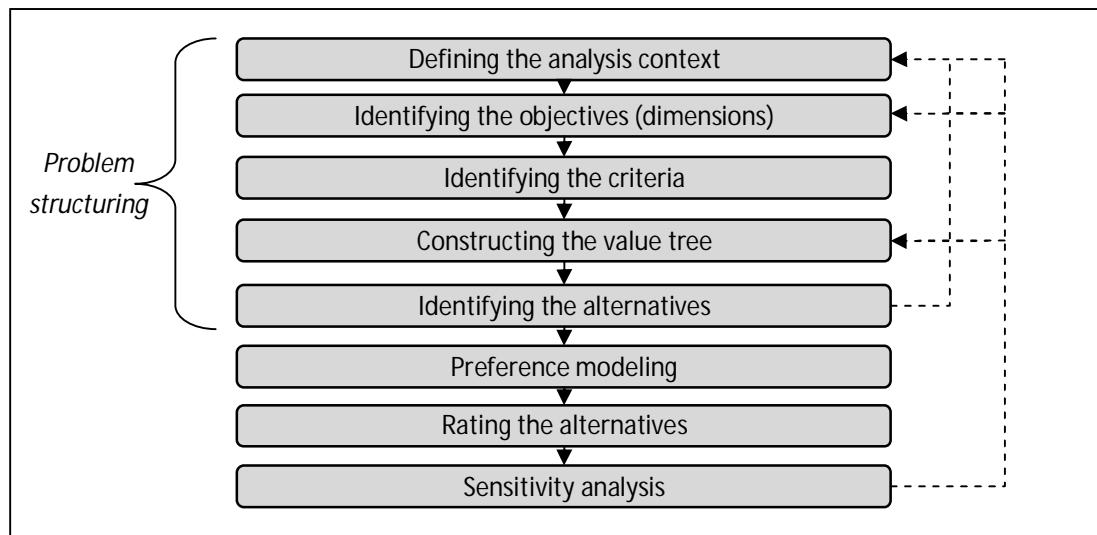 Defining the analysis context
Identifying the objectives (dimensions)
Problem
structuring
Identifying the criteria
Constructing the value tree
Identifying the alternatives
Preference modeling
Rating the alternatives
Sensitivity analysis